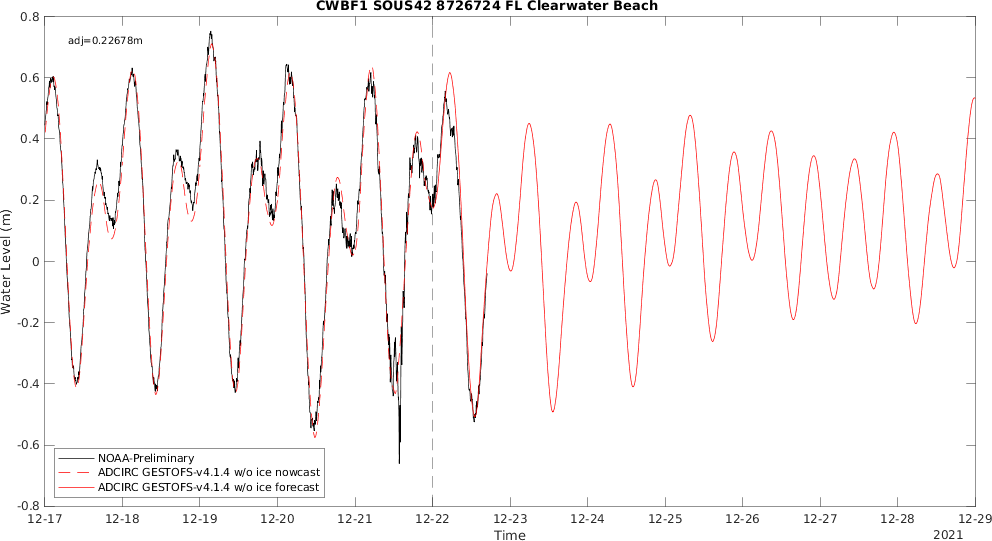 CWBF1 SOUS42 8726724 FL Clearwater Beach
adj=0.22678m
0.8
0.6
0.4
0.2
0
-0.2
-0.4
-0.6
-0.8
Water Level (m)
NOAA-Preliminary
ADCIRC GESTOFS-v4.1.4 w/o ice nowcast
ADCIRC GESTOFS-v4.1.4 w/o ice forecast
12-17 12-18 12-19 12-20 12-21 12-22 12-23 12-24 12-25 12-26 12-27 12-28 12-29
Time
2021